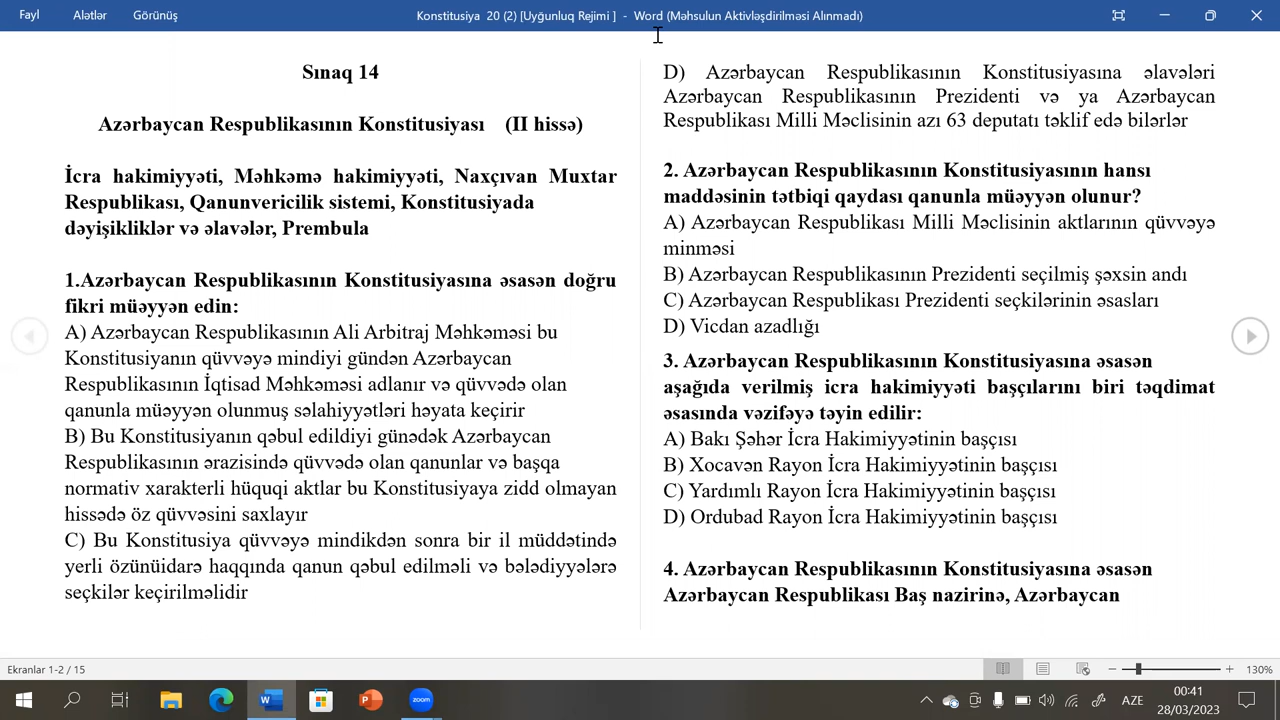 Fayl Alətlər Görünüş Konstitusiya 20 (2) [Uyğunluq Rejimi ] - Word (Məhsulun Aktivləşdirilməsi Alınmadı)
Sınaq 14
Azərbaycan Respublikasının Konstitusiyası (II hissə)
İcra hakimiyyəti, Məhkəmə hakimiyyəti, Naxçıvan Muxtar
Respublikası, Qanunvericilik sistemi, Konstitusiyada
dəyişikliklər və əlavələr, Prembula
1.Azərbaycan Respublikasının Konstitusiyasına əsasən doğru
fikri müəyyən edin:
A) Azərbaycan Respublikasının Ali Arbitraj Məhkəməsi bu
Konstitusiyanın qüvvəyə mindiyi gündən Azərbaycan
Respublikasının İqtisad Məhkəməsi adlanır və qüvvədə olan
qanunla müəyyən olunmuş səlahiyyətləri həyata keçirir
B) Bu Konstitusiyanın qəbul edildiyi günədək Azərbaycan
Respublikasının ərazisində qüvvədə olan qanunlar və başqa
normativ xarakterli hüquqi aktlar bu Konstitusiyaya zidd olmayan
hissədə öz qüvvəsini saxlayır
C) Bu Konstitusiya qüvvəyə mindikdən sonra bir il müddətində
yerli özünüidarə haqqında qanun qəbul edilməli və bələdiyyələrə
seçkilər keçirilməlidir
D) Azərbaycan Respublikasının Konstitusiyasına əlavələri
Azərbaycan Respublikasının Prezidenti və ya Azərbaycan
Respublikası Milli Məclisinin azı 63 deputatı təklif edə bilərlər
2. Azərbaycan Respublikasının Konstitusiyasının hansı
maddəsinin tətbiqi qaydası qanunla müəyyən olunur?
A) Azərbaycan Respublikası Milli Məclisinin aktlarının qüvvəyə
minməsi
B) Azərbaycan Respublikasının Prezidenti seçilmiş şəxsin andı
C) Azərbaycan Respublikası Prezidenti seçkilərinin əsasları
D) Vicdan azadlığı
3. Azərbaycan Respublikasının Konstitusiyasına əsasən
aşağıda verilmiş icra hakimiyyəti başçılarını biri təqdimat
əsasında vəzifəyə təyin edilir:
A) Bakı Şəhər İcra Hakimiyyətinin başçısı
B) Xocavən Rayon İcra Hakimiyyətinin başçısı
C) Yardımlı Rayon İcra Hakimiyyətinin başçısı
D) Ordubad Rayon İcra Hakimiyyətinin başçısı
4. Azərbaycan Respublikasının Konstitusiyasına əsasən
Azərbaycan Respublikası Baş nazirinə, Azərbaycan
Ekranlar 1-2 / 15 130%
zoom AZE 00:41
28/03/2023